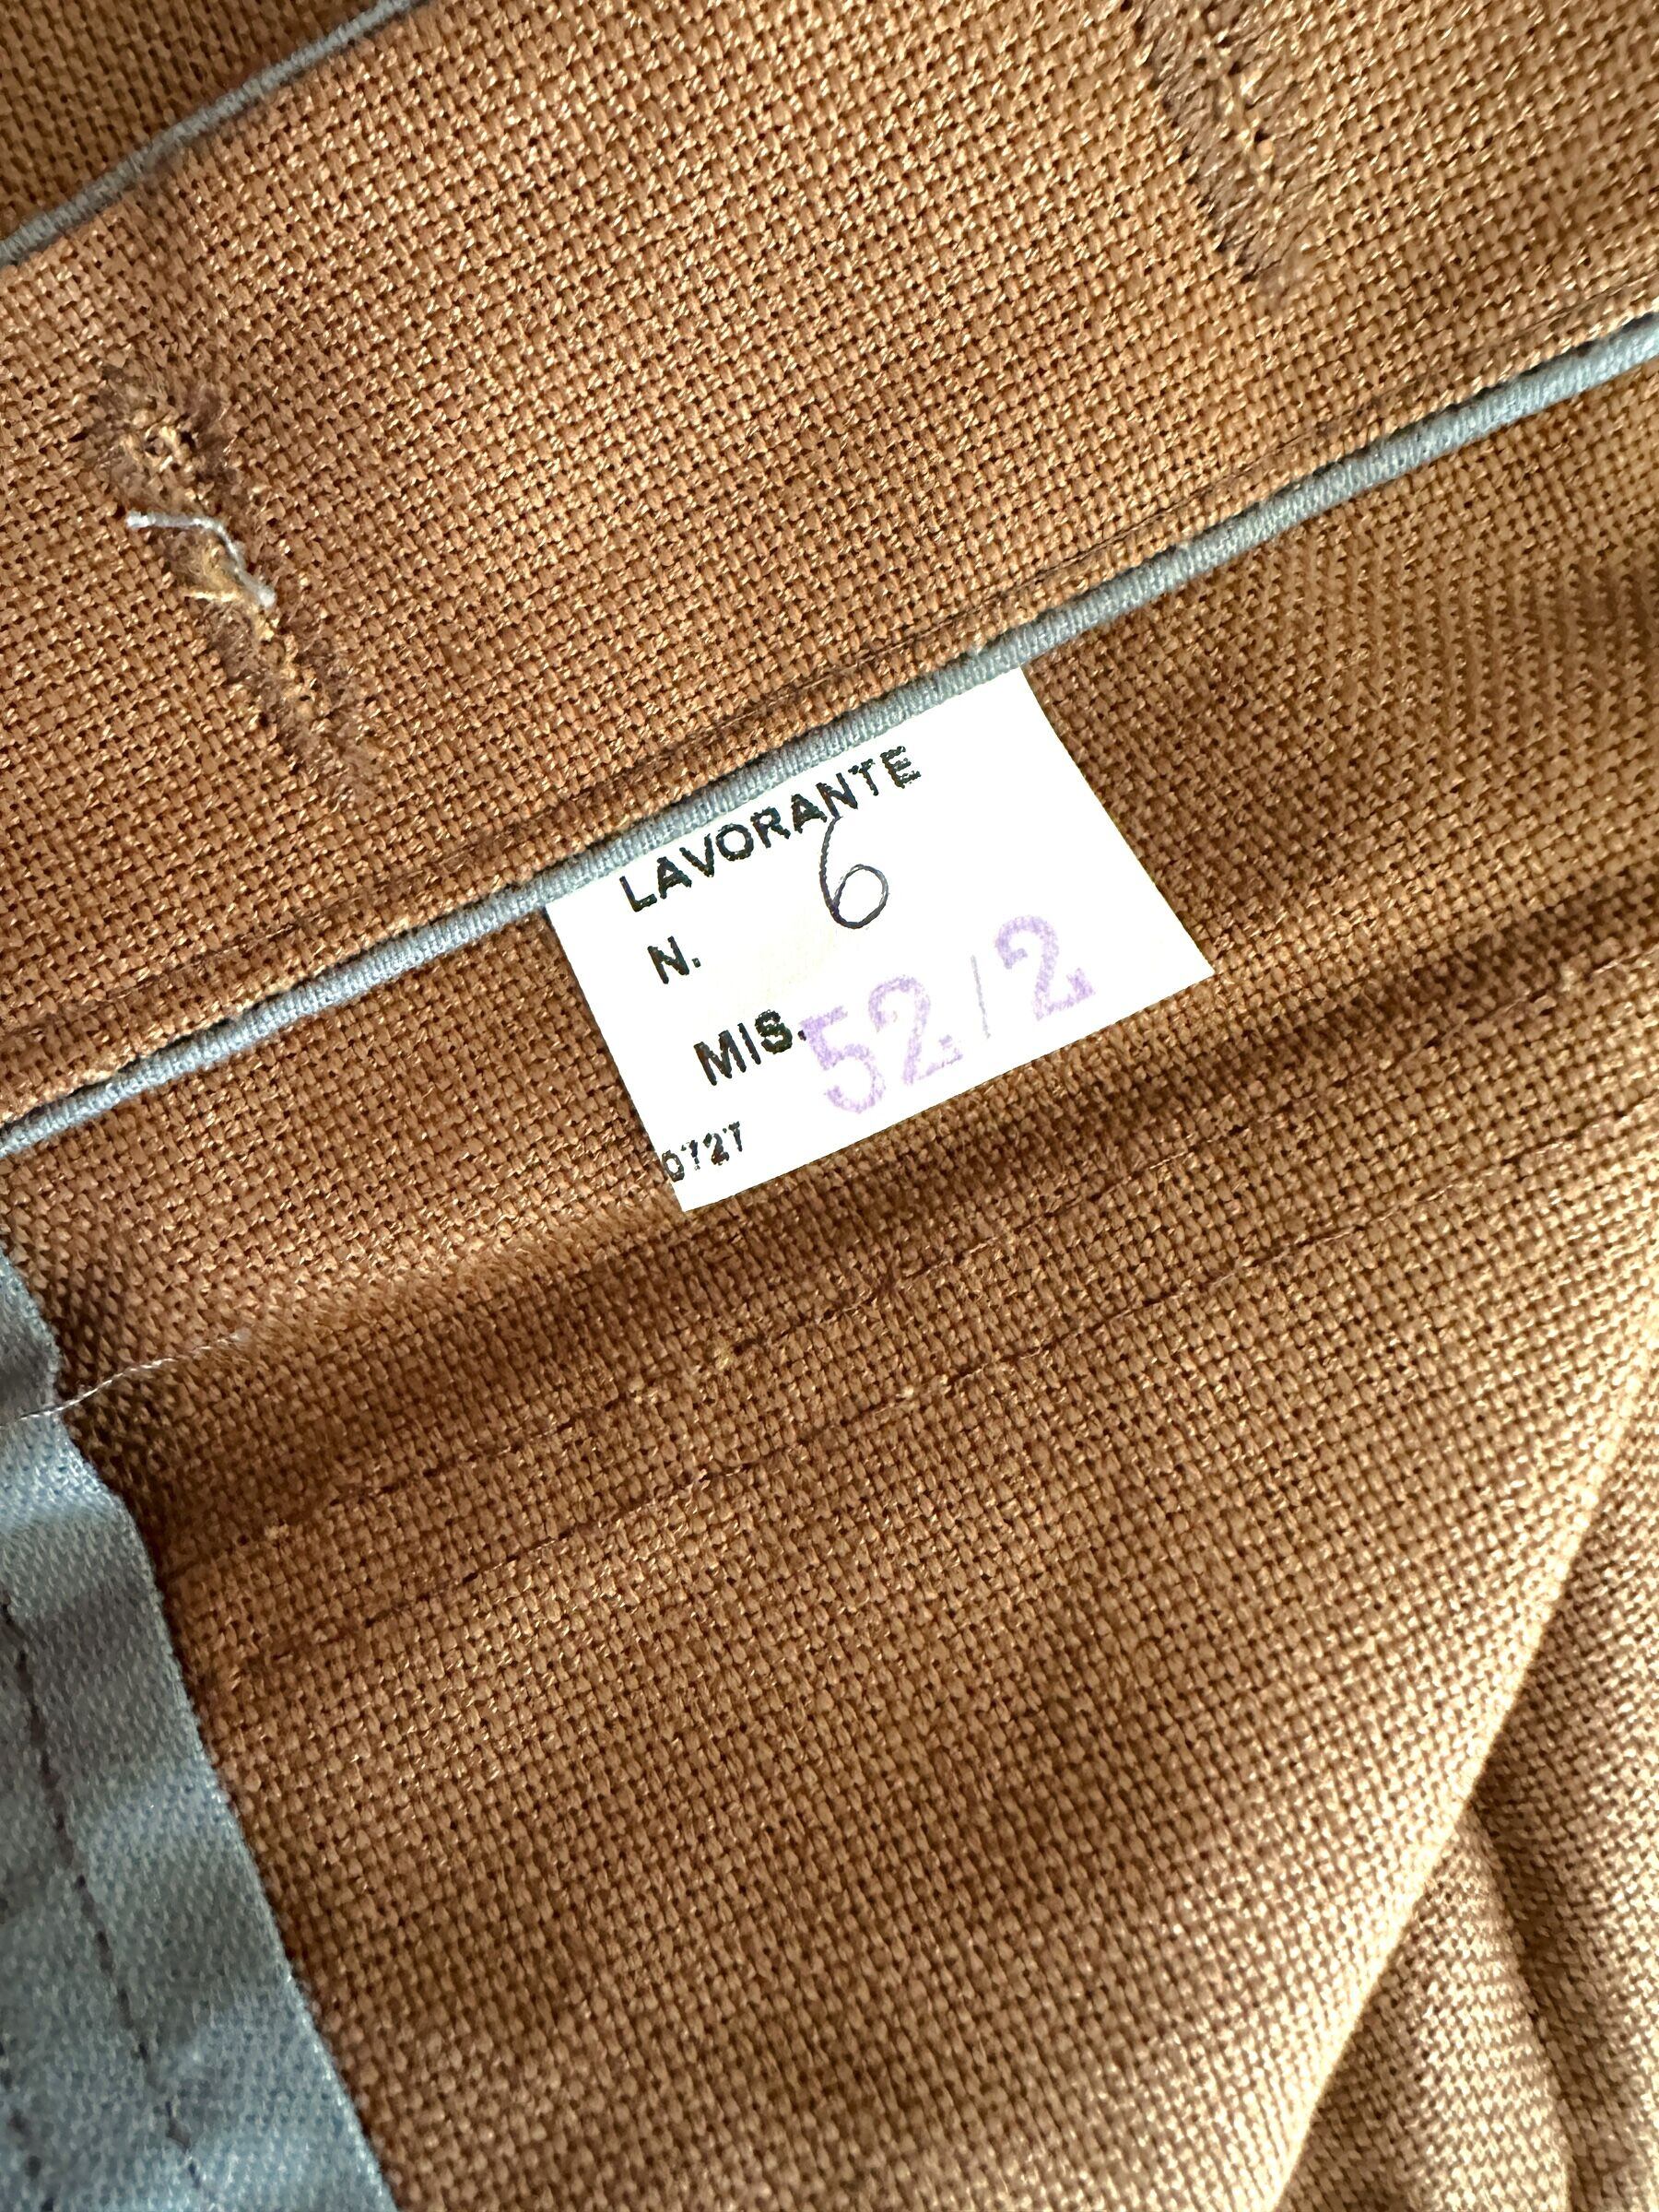 LAVORANTE
N. 6
MIS. 52/2
0727